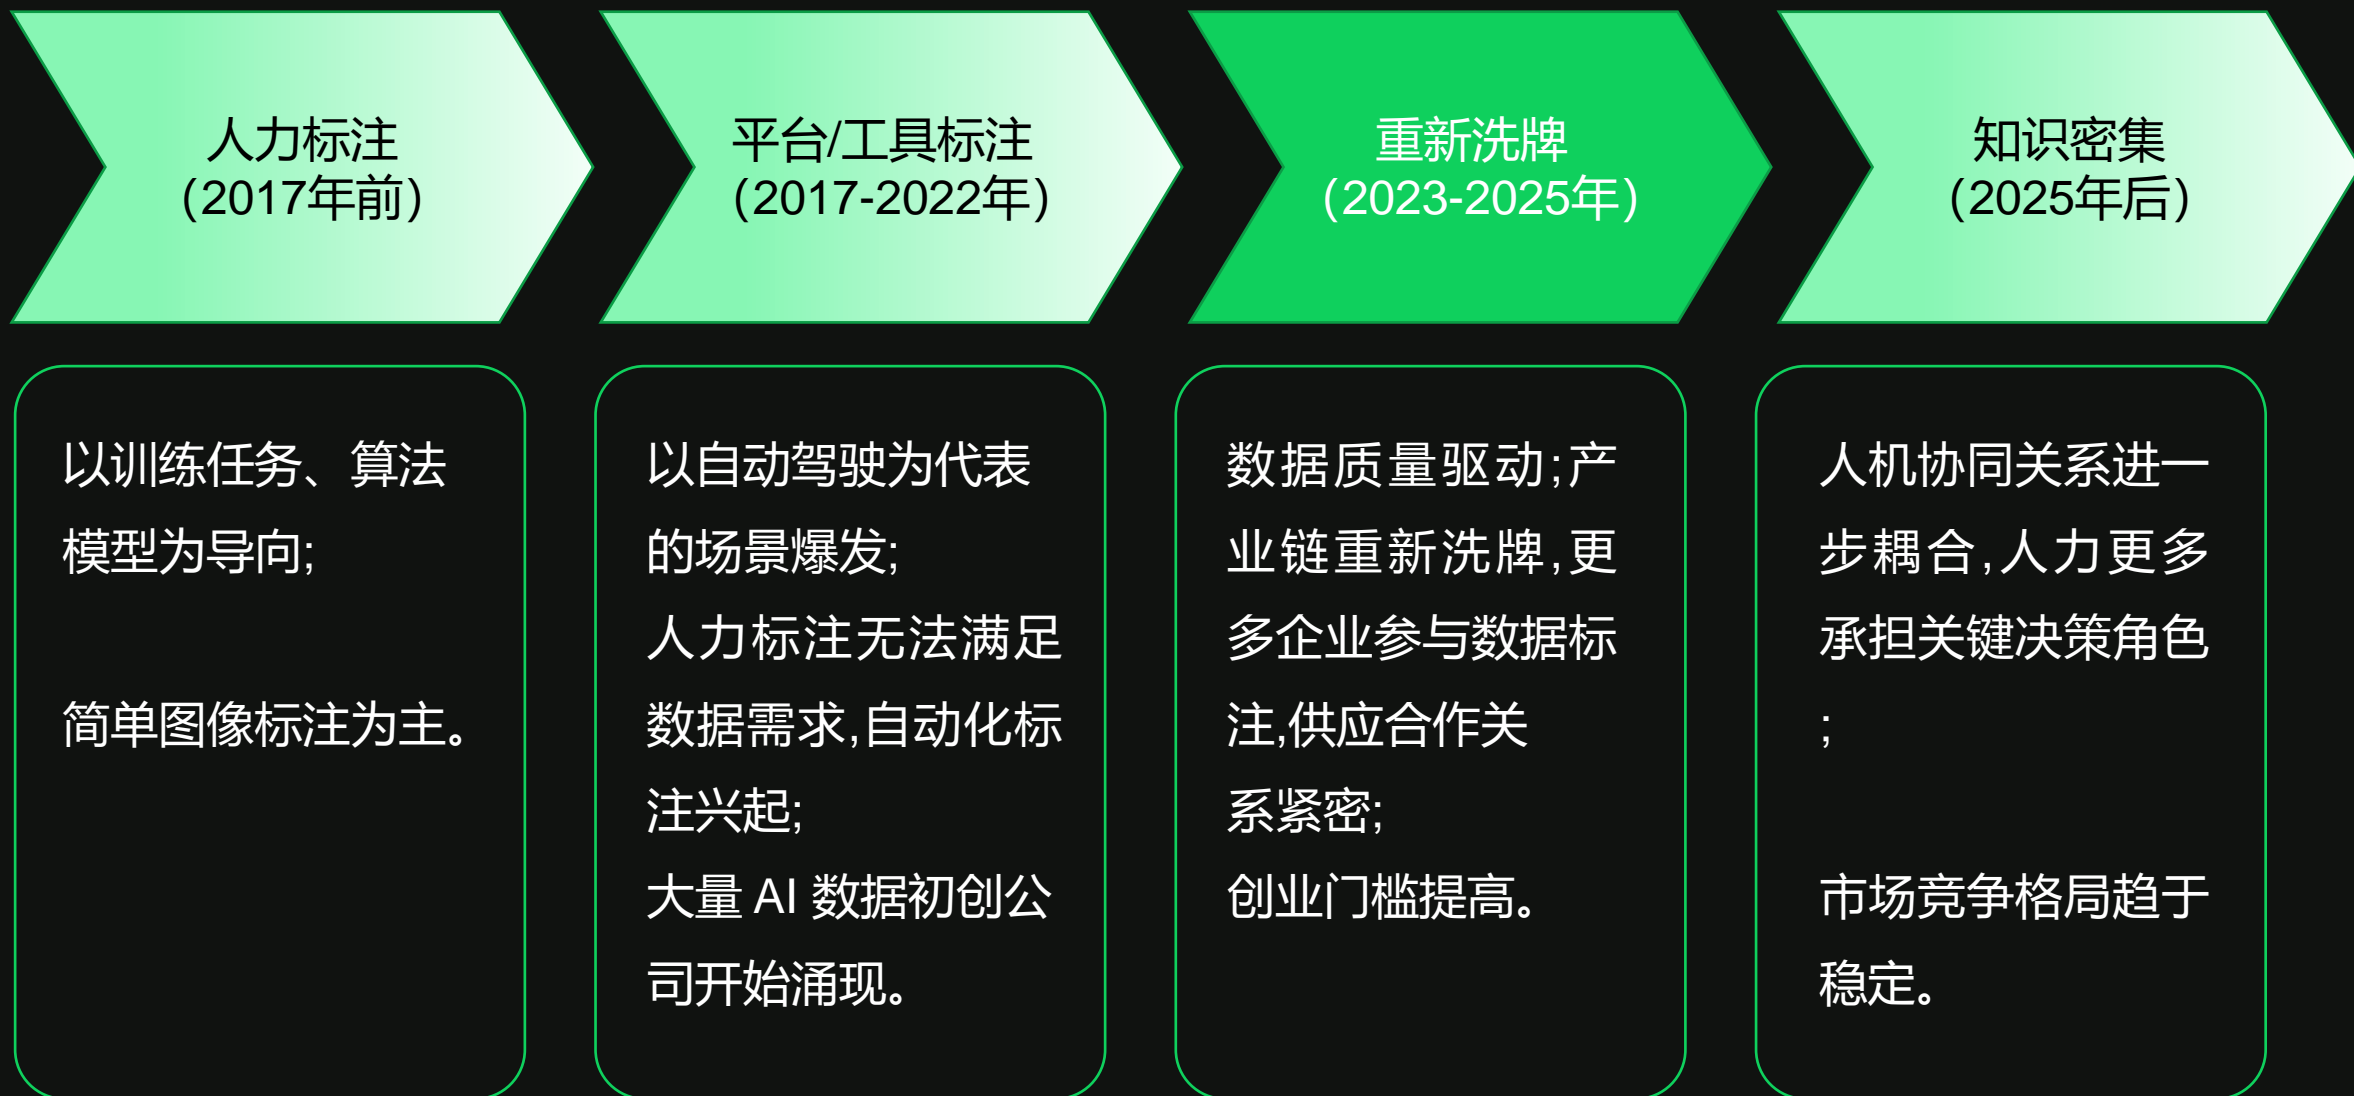 人力标注
（2017年前）
平台/工具标注
（2017-2022年）
重新洗牌
（2023-2025年）
知识密集
（2025年后）
以训练任务、算法
模型为导向;
简单图像标注为主。
以自动驾驶为代表
的场景爆发;
人力标注无法满足
数据需求,自动化标
注兴起;
大量 AI 数据初创公
司开始涌现。
数据质量驱动;产
业链重新洗牌,更
多企业参与数据标
注,供应合作关
系紧密;
创业门槛提高。
人机协同关系进一
步耦合,人力更多
承担关键决策角色
;
市场竞争格局趋于
稳定。